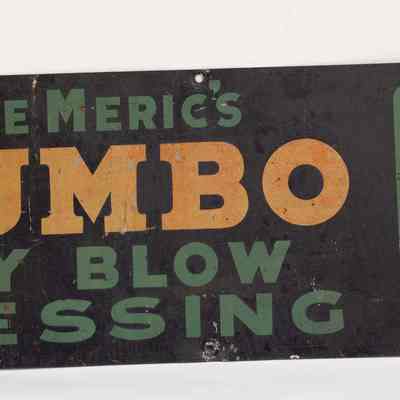 E MERIC'S
UMBO
Y BLOW
ESSING